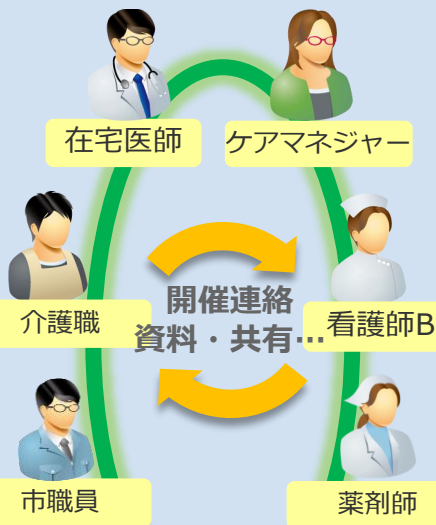 在宅医師
ケアマネジャー
介護職
開催連絡
資料・共有…
看護師B
市職員
薬剤師